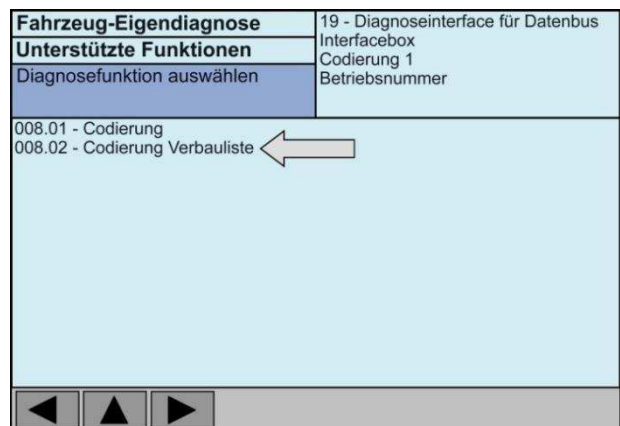 Fahrzeug-Eigendiagnose
Unterstützte Funktionen
Diagnosefunktion auswählen
19 - Diagnoseinterface für Datenbus
Interfacebox
Codierung 1
Betriebsnummer
008.01 - Codierung
008.02 - Codierung Verbauliste